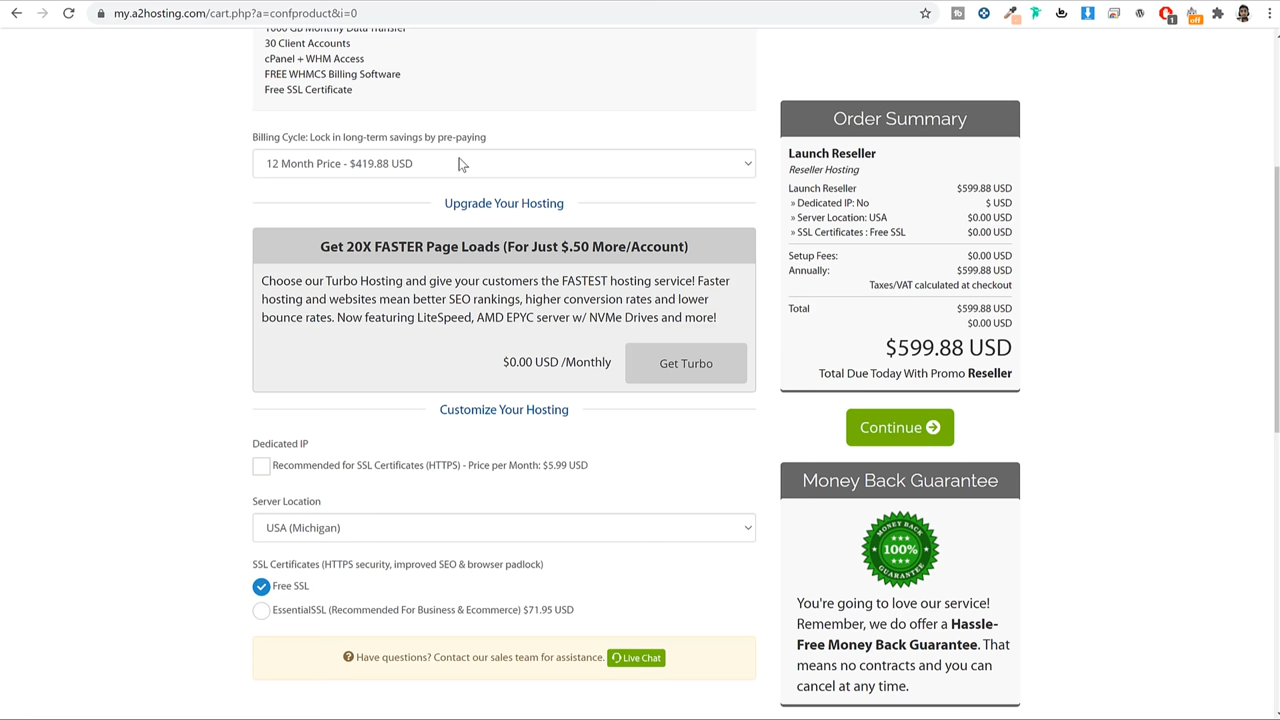 my.a2hosting.com/cart.php?a=confproduct&i=0
1000 GB Monthly Data Transfer
30 Client Accounts
cPanel + WHM Access
FREE WHMCS Billing Software
Free SSL Certificate
Billing Cycle: Lock in long-term savings by pre-paying
12 Month Price - $419.88 USD
Upgrade Your Hosting
Get 20X FASTER Page Loads (For Just $.50 More/Account)
Choose our Turbo Hosting and give your customers the FASTEST hosting service! Faster
hosting and websites mean better SEO rankings, higher conversion rates and lower
bounce rates. Now featuring LiteSpeed, AMD EPYC server w/ NVMe Drives and more!
$0.00 USD /Monthly
Get Turbo
Customize Your Hosting
Dedicated IP
Recommended for SSL Certificates (HTTPS) - Price per Month: $5.99 USD
Server Location
USA (Michigan)
SSL Certificates (HTTPS security, improved SEO & browser padlock)
Free SSL
EssentialSSL (Recommended For Business & Ecommerce) $71.95 USD
Have questions? Contact our sales team for assistance. Live Chat
Order Summary
Launch Reseller
Reseller Hosting
Launch Reseller $599.88 USD
» Dedicated IP: No $ USD
» Server Location: USA $0.00 USD
» SSL Certificates : Free SSL $0.00 USD
Setup Fees: $0.00 USD
Annually: $599.88 USD
Taxes/VAT calculated at checkout
Total $599.88 USD
$0.00 USD
$599.88 USD
Total Due Today With Promo Reseller
Continue
Money Back Guarantee
MONEY BACK
100%
GUARANTEE
You're going to love our service!
Remember, we do offer a Hassle-
Free Money Back Guarantee. That
means no contracts and you can
cancel at any time.
off
1